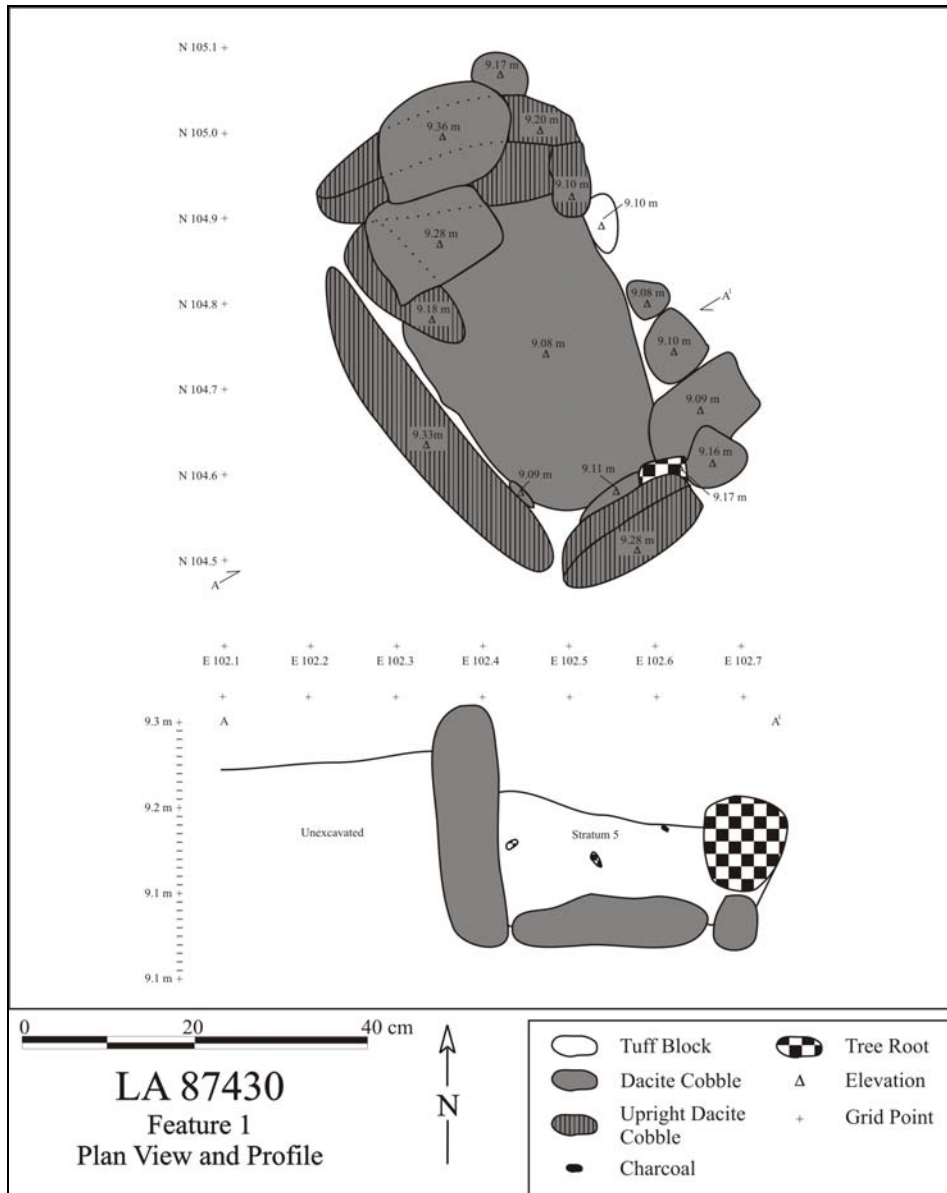 N 105.1
9.17 m
N 105.0
9.36 m
9.20 m
9.10 m
9.10 m
N 104.9
9.28 m
9.08 m
A'
N 104.8
9.18 m
9.10 m
9.08 m
N 104.7
9.09 m
9.33m
9.16 m
N 104.6
9.09 m
9.11 m
9.17 m
9.28 m
N 104.5
A
E 102.1
E 102.2
E 102.3
E 102.4
E 102.5
E 102.6
E 102.7
9.3 m
A
A'
9.2 m
Unexcavated
Stratum 5
9.1 m
9.1 m
0 20 40 cm
LA 87430
Feature 1
Plan View and Profile
N
Tuff Block
Dacite Cobble
Upright Dacite
Cobble
Charcoal
Tree Root
Elevation
Grid Point